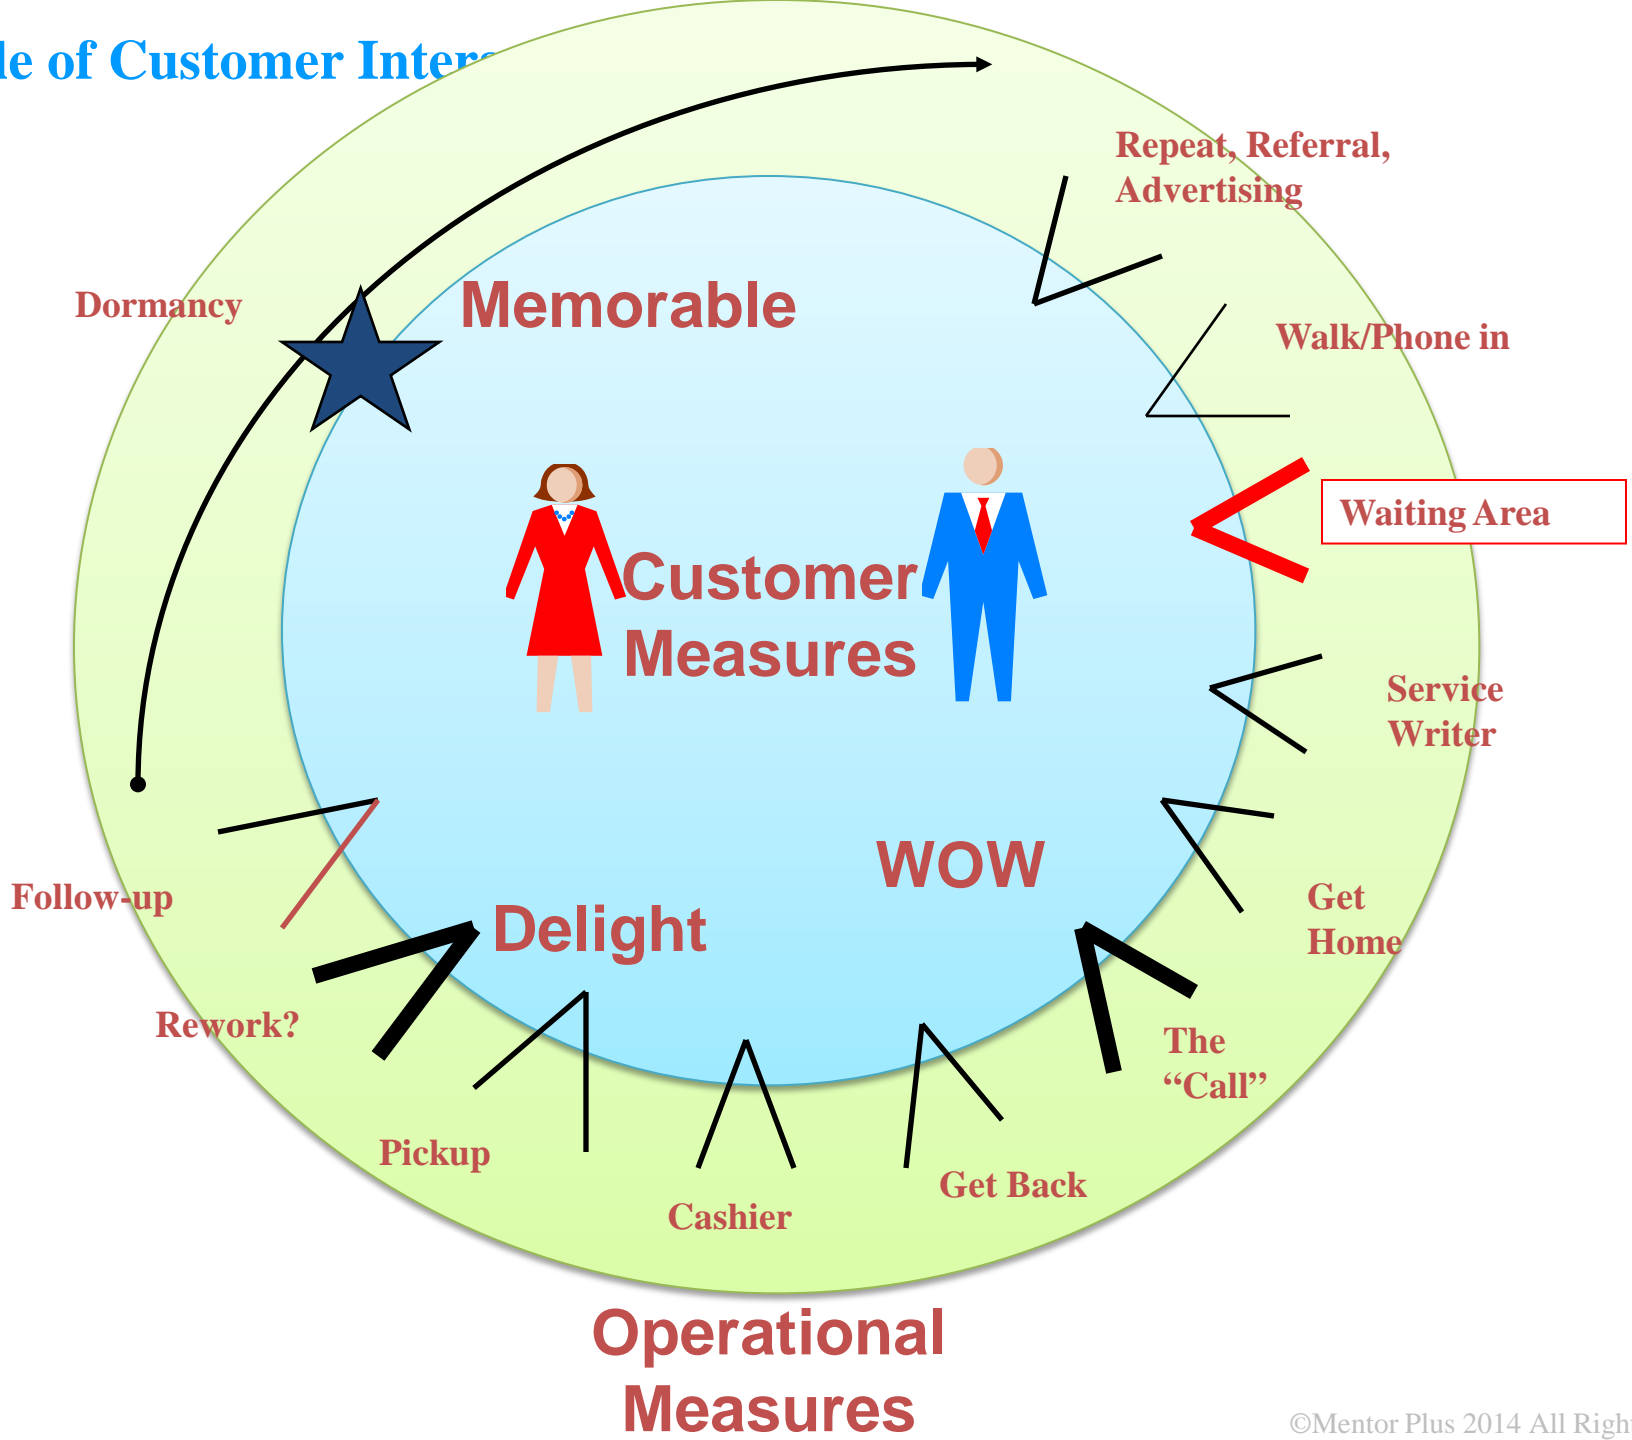 le of Customer Inters
Repeat, Referral,
Advertising
Dormancy
Memorable
Walk/Phone in
Waiting Area
Customer
Measures
Service
Writer
WOW
Follow-up
Delight
Get
Home
Rework?
The
“Call”
Pickup
Get Back
Cashier
Operational
Measures
©Mentor Plus 2014 All Righ